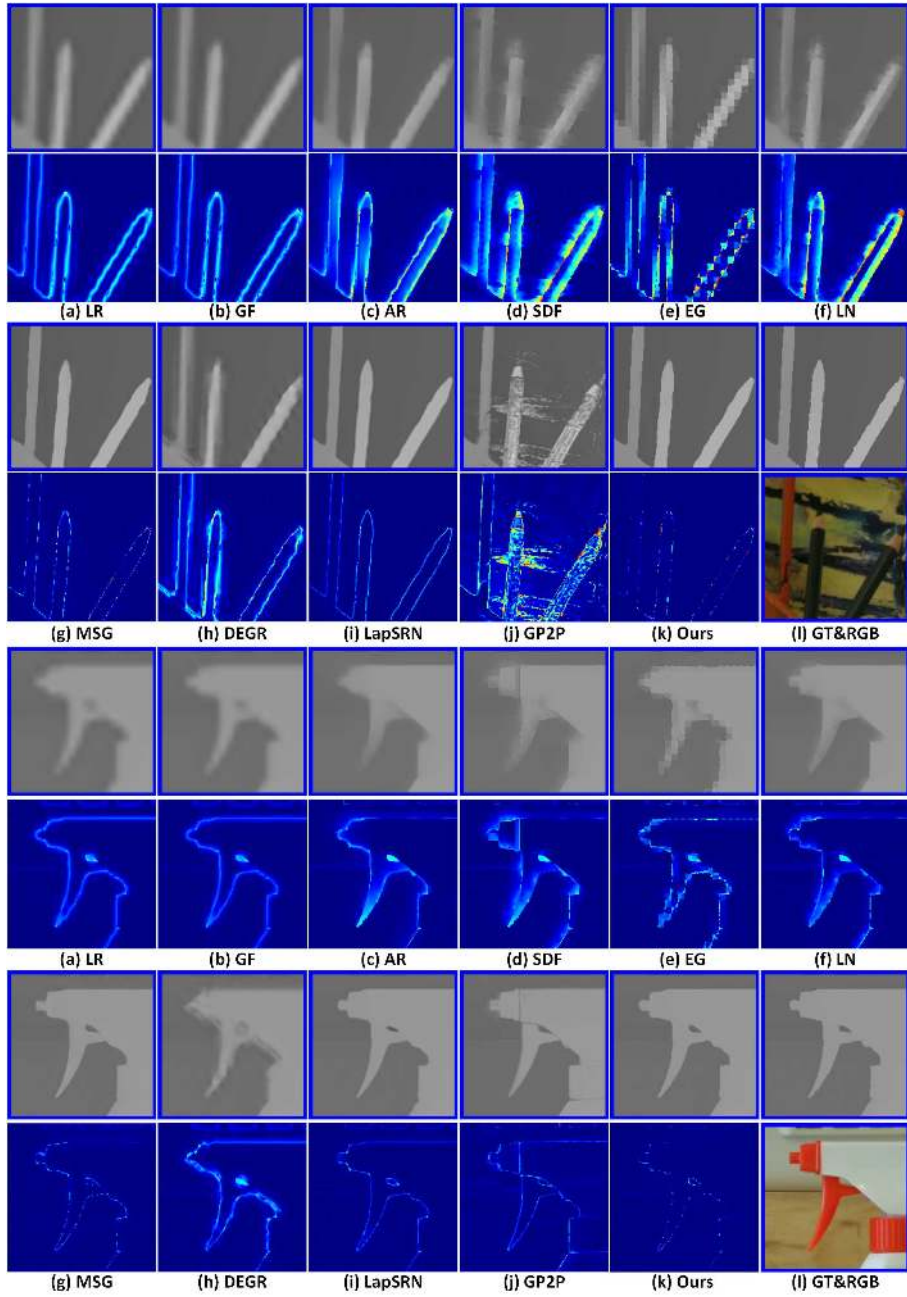 (a) LR (b) GF (c) AR (d) SDF (e) EG (f) LN
(g) MSG (h) DEGR (i) LapSRN (j) GP2P (k) Ours (l) GT&RGB
(a) LR (b) GF (c) AR (d) SDF (e) EG (f) LN
(g) MSG (h) DEGR (i) LapSRN (j) GP2P (k) Ours (l) GT&RGB